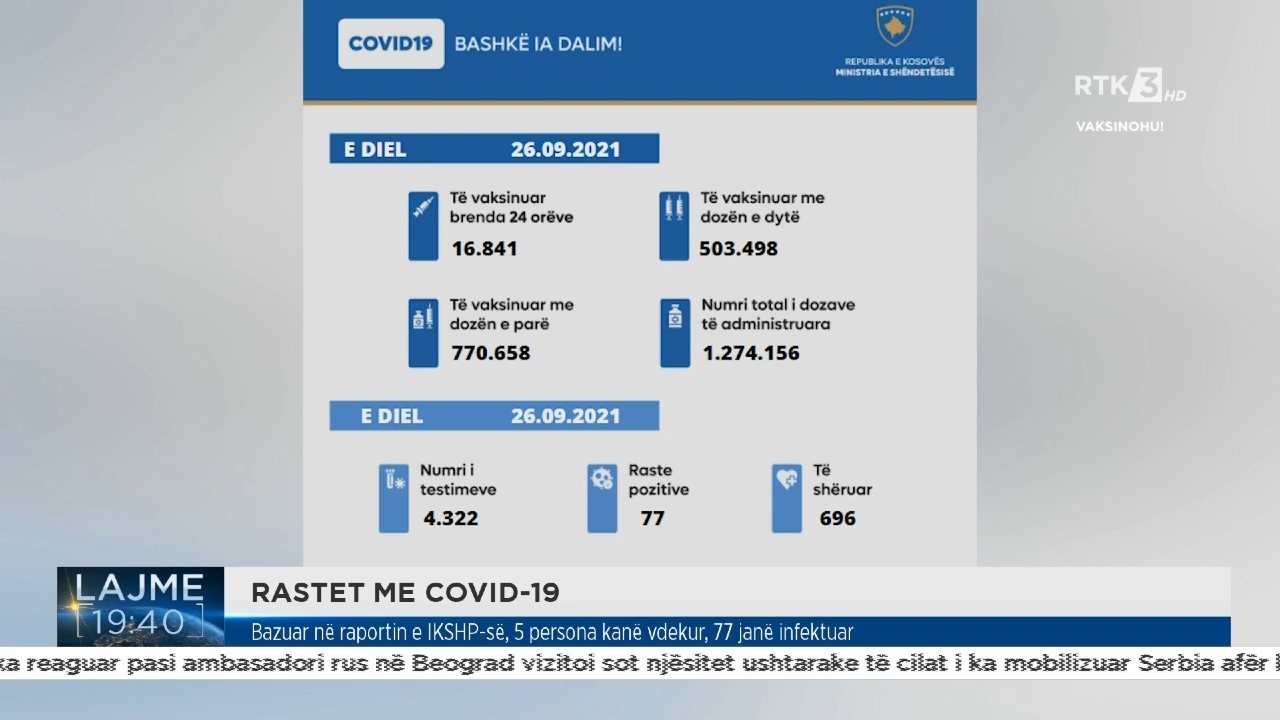 COVID19 BASHKË IA DALIM!
REPUBLIKA E KOSOVËS
MINISTRIA E SHËNDETËSISË
RTK 3 HD
VAKSINOHU!
E DIEL 26.09.2021
Të vaksinuar
brenda 24 orëve
16.841
Të vaksinuar me
dozën e dytë
503.498
Të vaksinuar me
dozën e parë
770.658
Numri total i dozave
të administruara
1.274.156
E DIEL 26.09.2021
Numri i
testimeve
4.322
Raste
pozitive
77
Të
shëruar
696
LAJME
19:40
RASTET ME COVID-19
Bazuar në raportin e IKSHP-së, 5 persona kanë vdekur, 77 janë infektuar
ka reaguar pasi ambasadori rus në Beograd vizitoi sot njësitet ushtarake të cilat i ka mobilizuar Serbia afër